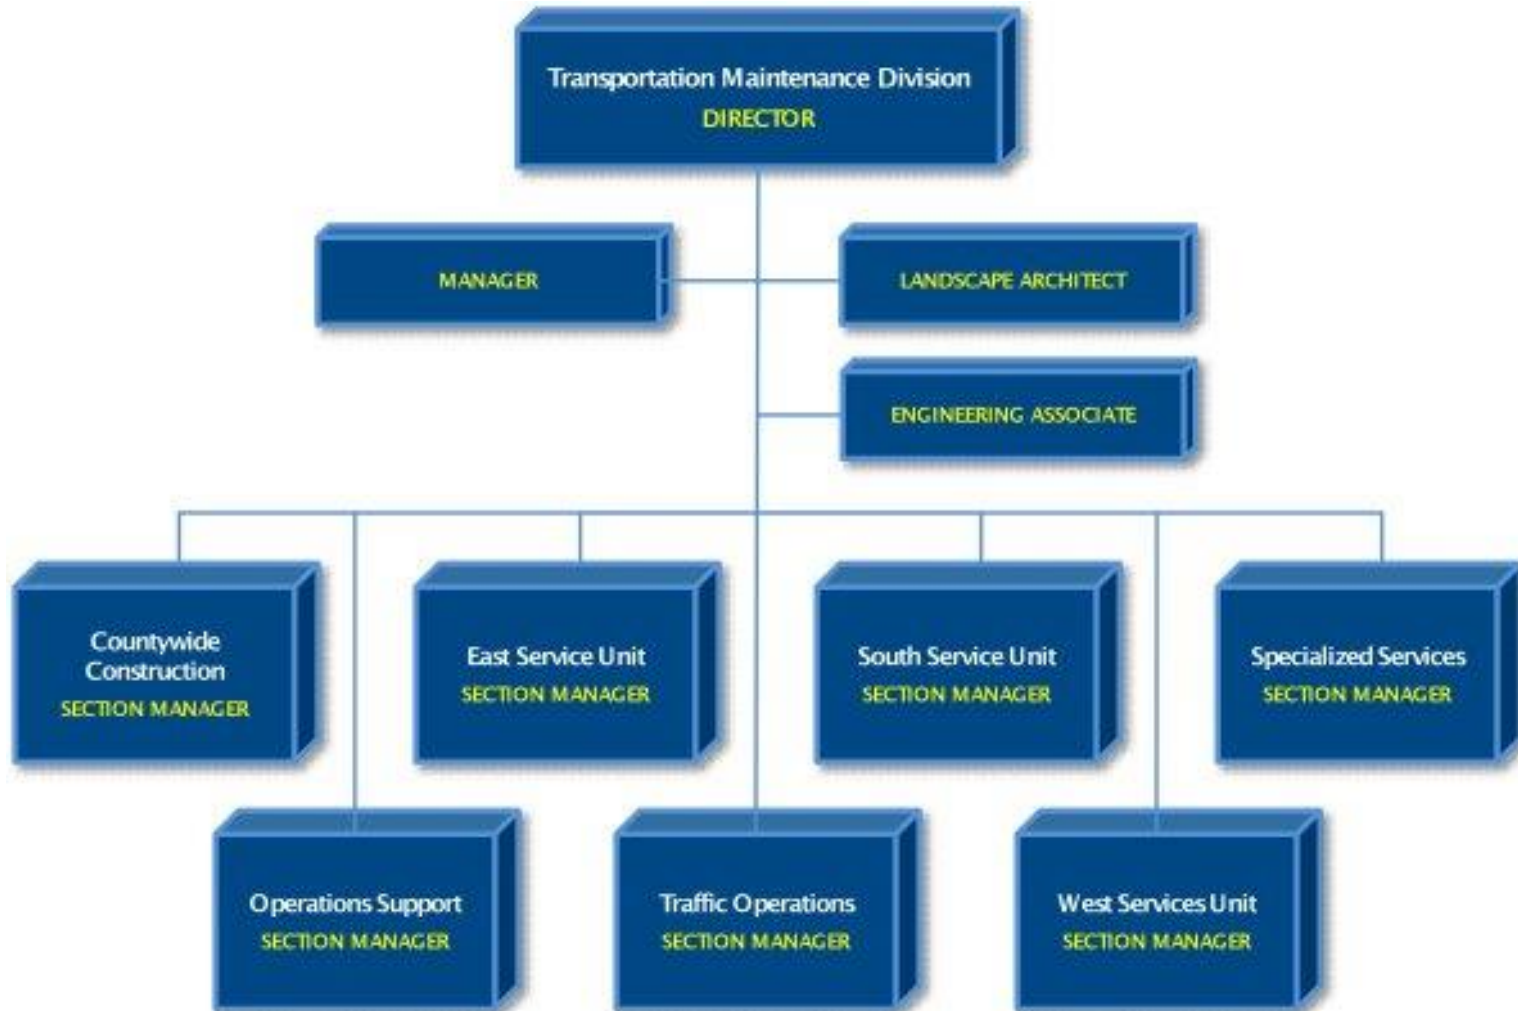 Transportation Maintenance Division
DIRECTOR
MANAGER
LANDSCAPE ARCHITECT
ENGINEERING ASSOCIATE
Countywide
Construction
SECTION MANAGER
East Service Unit
SECTION MANAGER
South Service Unit
SECTION MANAGER
Specialized Services
SECTION MANAGER
Operations Support
SECTION MANAGER
Traffic Operations
SECTION MANAGER
West Services Unit
SECTION MANAGER